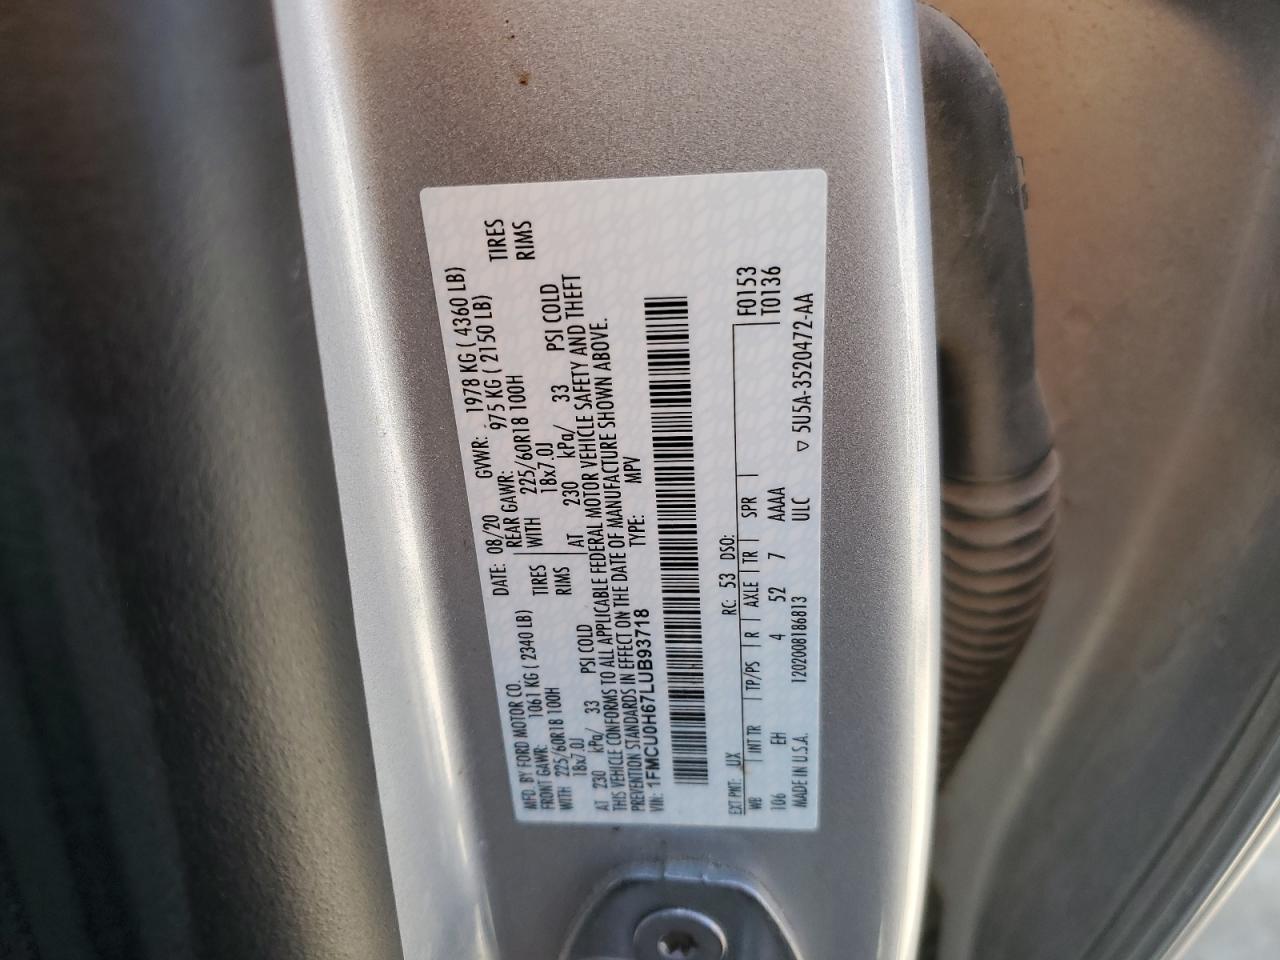 MFD. BY FORD MOTOR CO.
DATE: 08/20 GVWR: 1978 KG ( 4360 LB)
FRONT GAWR: 1061 KG ( 2340 LB) REAR GAWR: 975 KG ( 2150 LB)
WITH 225/60R18 100H TIRES WITH 225/60R18 100H TIRES
18x7.0J RIMS 18x7.0J RIMS
AT 230 kPa/ 33 PSI COLD AT 230 kPa/ 33 PSI COLD
THIS VEHICLE CONFORMS TO ALL APPLICABLE FEDERAL MOTOR VEHICLE SAFETY AND THEFT
PREVENTION STANDARDS IN EFFECT ON THE DATE OF MANUFACTURE SHOWN ABOVE.
VIN: 1FMCU0H67LUB93718 TYPE: MPV
EXT PNT: UX RC: 53 DSO: F0153
WB INT TR TP/PS R AXLE TR SPR T0136
106 EH 4 52 7 AAAA
MADE IN U.S.A. 1202008186813 ULC ▽ 5U5A-3520472-AA